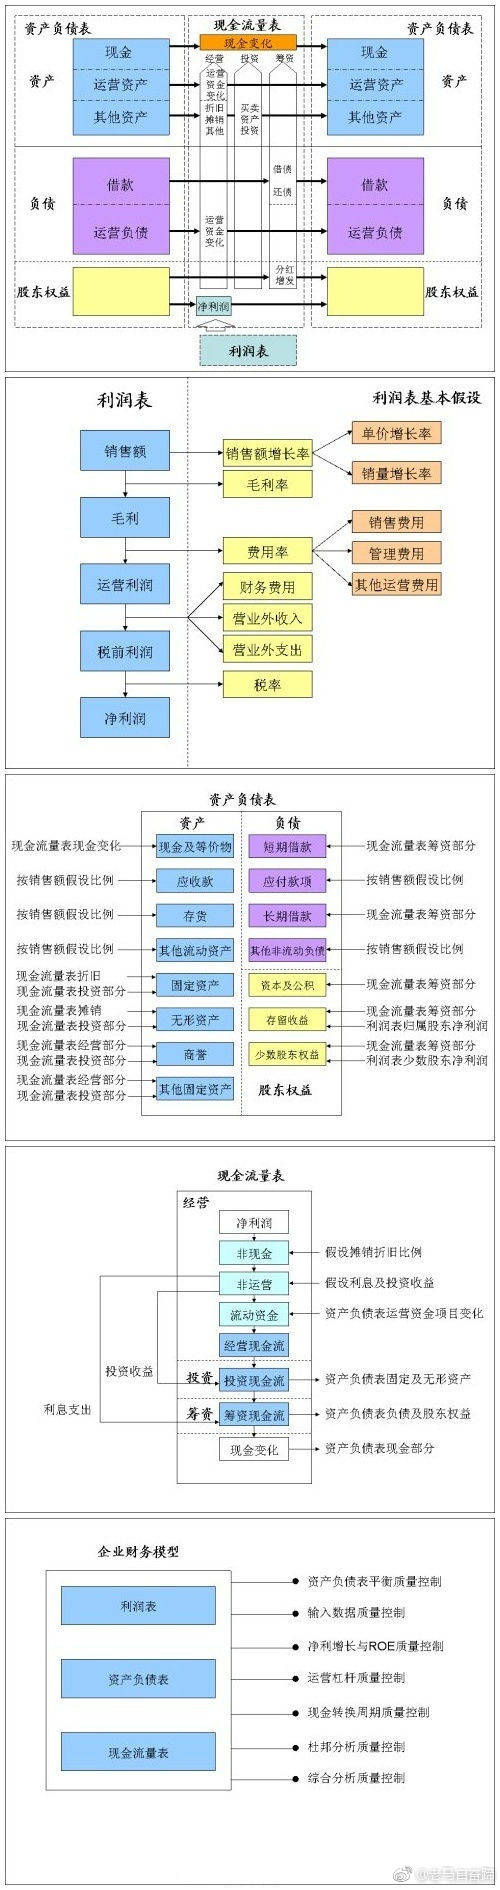 现金流量表
资产负债表
资产负债表
现金变化
经营
投资
筹资
资产
现金
运营资产
其他资产
运营
资金
变化
折旧
摊销
其他
买卖
资产
投资
现金
运营资产
其他资产
资产
负债
借款
运营负债
运营
资金
变化
借债
还债
借款
运营负债
负债
股东权益
分红
增发
净利润
股东权益
利润表
利润表
利润表基本假设
销售额
销售额增长率
单价增长率
销量增长率
毛利率
毛利
费用率
销售费用
管理费用
其他运营费用
运营利润
财务费用
营业外收入
营业外支出
税前利润
税率
净利润
资产负债表
资产
负债
现金流量表现金变化
现金及等价物
短期借款
现金流量表筹资部分
按销售额假设比例
应收款
应付款项
按销售额假设比例
按销售额假设比例
存货
长期借款
现金流量表筹资部分
按销售额假设比例
其他流动资产
其他非流动负债
按销售额假设比例
现金流量表折旧
现金流量表投资部分
固定资产
资本及公积
现金流量表筹资部分
现金流量表摊销
现金流量表投资部分
无形资产
存留收益
现金流量表筹资部分
利润表归属股东净利润
现金流量表经营部分
现金流量表投资部分
商誉
少数股东权益
现金流量表筹资部分
利润表少数股东净利润
现金流量表经营部分
现金流量表投资部分
其他固定资产
股东权益
现金流量表
经营
净利润
非现金
假设摊销折旧比例
非运营
假设利息及投资收益
流动资金
资产负债表运营资金项目变化
经营现金流
投资收益
投资
投资现金流
资产负债表固定及无形资产
利息支出
筹资
筹资现金流
资产负债表负债及股东权益
现金变化
资产负债表现金部分
企业财务模型
利润表
资产负债表
现金流量表
资产负债表平衡质量控制
输入数据质量控制
净利增长与ROE质量控制
运营杠杆质量控制
现金转换周期质量控制
杜邦分析质量控制
综合分析质量控制